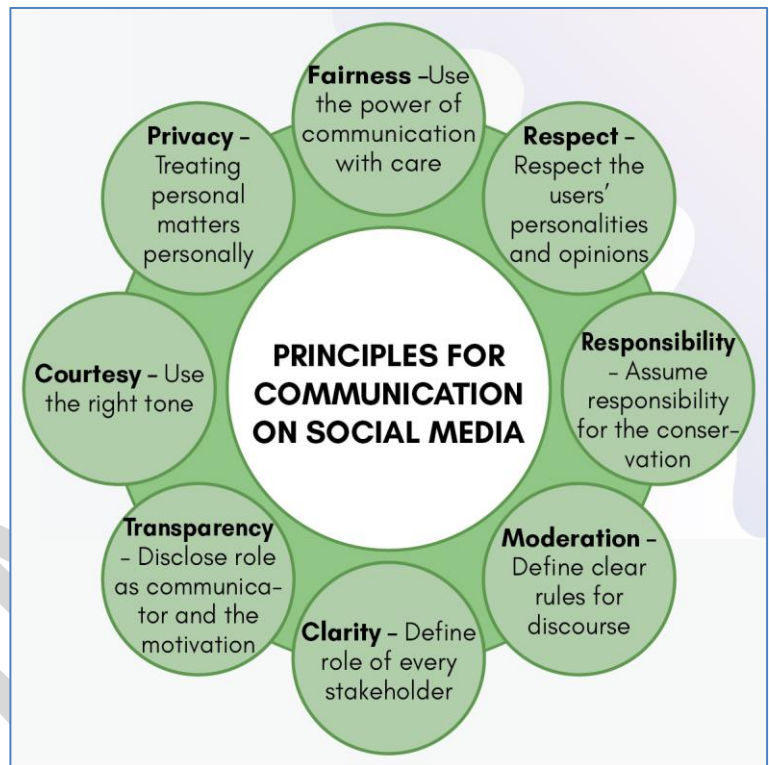 PRINCIPLES FOR
COMMUNICATION
ON SOCIAL MEDIA
Fairness –Use
the power of
communication
with care
Respect –
Respect the
users’
personalities
and opinions
Responsibility
– Assume
responsibility
for the conser-
vation
Moderation –
Define clear
rules for
discourse
Clarity – Define
role of every
stakeholder
Transparency
– Disclose role
as communica-
tor and the
motivation
Courtesy – Use
the right tone
Privacy –
Treating
personal
matters
personally